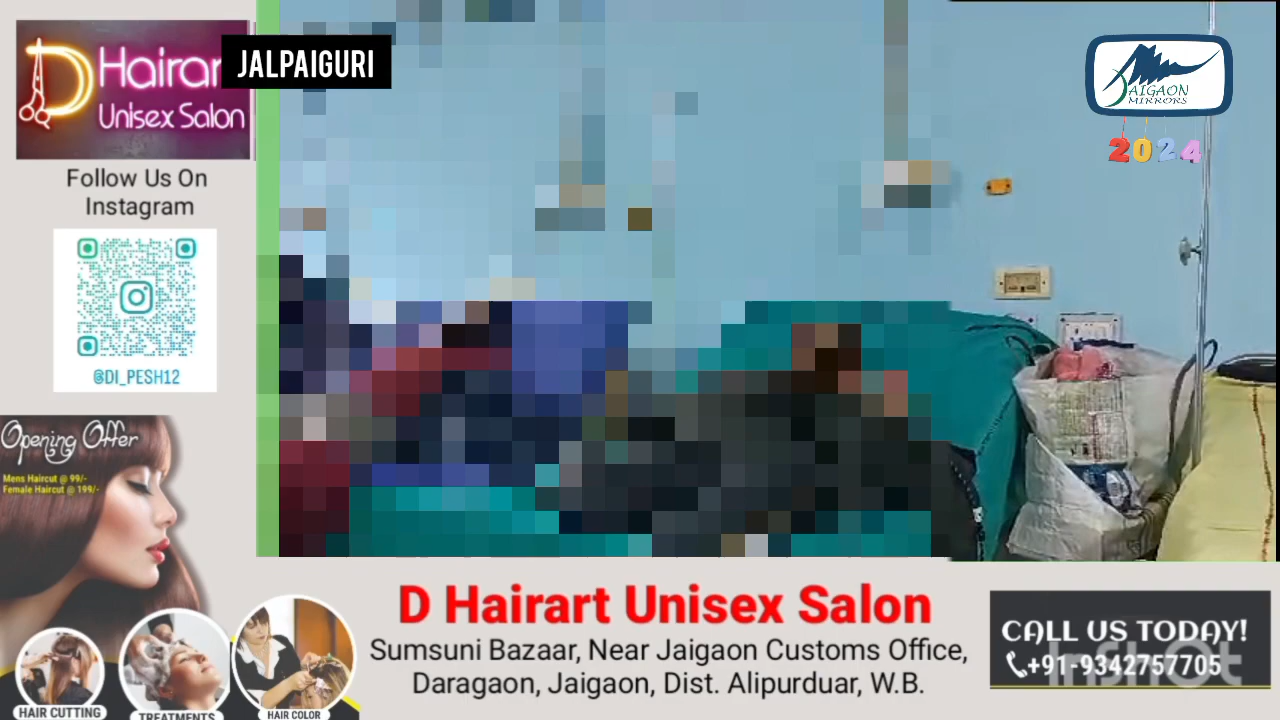 D Hairart
Unisex Salon
JALPAIGURI
JAIGAON
MIRRORS
2024
Follow Us On
Instagram
@DI_PESH12
Opening Offer
Mens Haircut @ 99/-
Female Haircut @ 199/-
HAIR CUTTING
TREATMENTS
HAIR COLOR
D Hairart Unisex Salon
Sumsuni Bazaar, Near Jaigaon Customs Office,
Daragaon, Jaigaon, Dist. Alipurduar, W.B.
CALL US TODAY!
+91-9342757705
InShOt